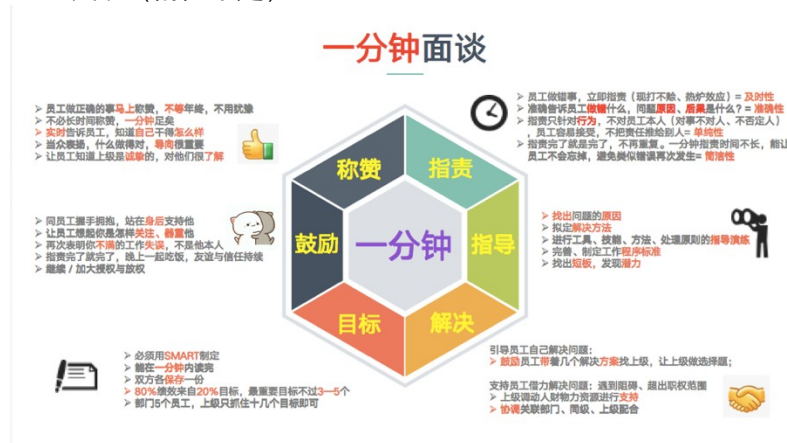 一分钟面谈
➢ 员工做正确的事马上称赞，不等年终，不用犹豫
➢ 不必长时间称赞，一分钟足矣
➢ 实时告诉员工，知道自己干得怎么样
➢ 当众表扬，什么做得对，导向很重要
➢ 让员工知道上级是诚挚的，对他们很了解
➢ 员工做错事，立即指责（现打不赊、热炉效应）= 及时性
➢ 准确告诉员工做错什么，问题原因、后果是什么？= 准确性
➢ 指责只针对行为，不对员工本人（对事不对人、不否定人）
，员工容易接受，不把责任推给别人= 单纯性
➢ 指责完了就是完了，不再重复。一分钟指责时间不长，能让
员工不会忘掉，避免类似错误再次发生= 简洁性
称赞
指责
鼓励
一分钟
指导
目标
解决
➢ 同员工握手拥抱，站在身后支持他
➢ 让员工想起你是怎样关注、器重他
➢ 再次表明你不满的工作失误，不是他本人
➢ 指责完了就完了，晚上一起吃饭，友谊与信任持续
➢ 继续 / 加大授权与放权
➢ 找出问题的原因
➢ 拟定解决方法
➢ 进行工具、技能、方法、处理原则的指导演练
➢ 完善、制定工作程序标准
➢ 找出短板，发现潜力
➢ 必须用SMART制定
➢ 能在一分钟内读完
➢ 双方各保存一份
➢ 80%绩效来自20%目标，最重要目标不过3—5个
➢ 部门5个员工，上级只抓住十几个目标即可
引导员工自己解决问题：
➢ 鼓励员工带着几个解决方案找上级，让上级做选择题；
支持员工借力解决问题：遇到阻碍、超出职权范围
➢ 上级调动人财物力资源进行支持
➢ 协调关联部门、同级、上级配合